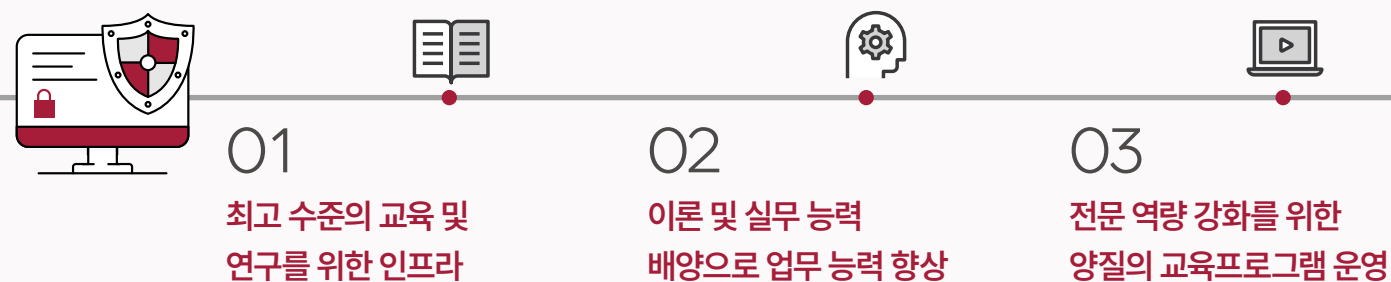 01
최고 수준의 교육 및
연구를 위한 인프라
02
이론 및 실무 능력
배양으로 업무 능력 향상
03
전문 역량 강화를 위한
양질의 교육프로그램 운영